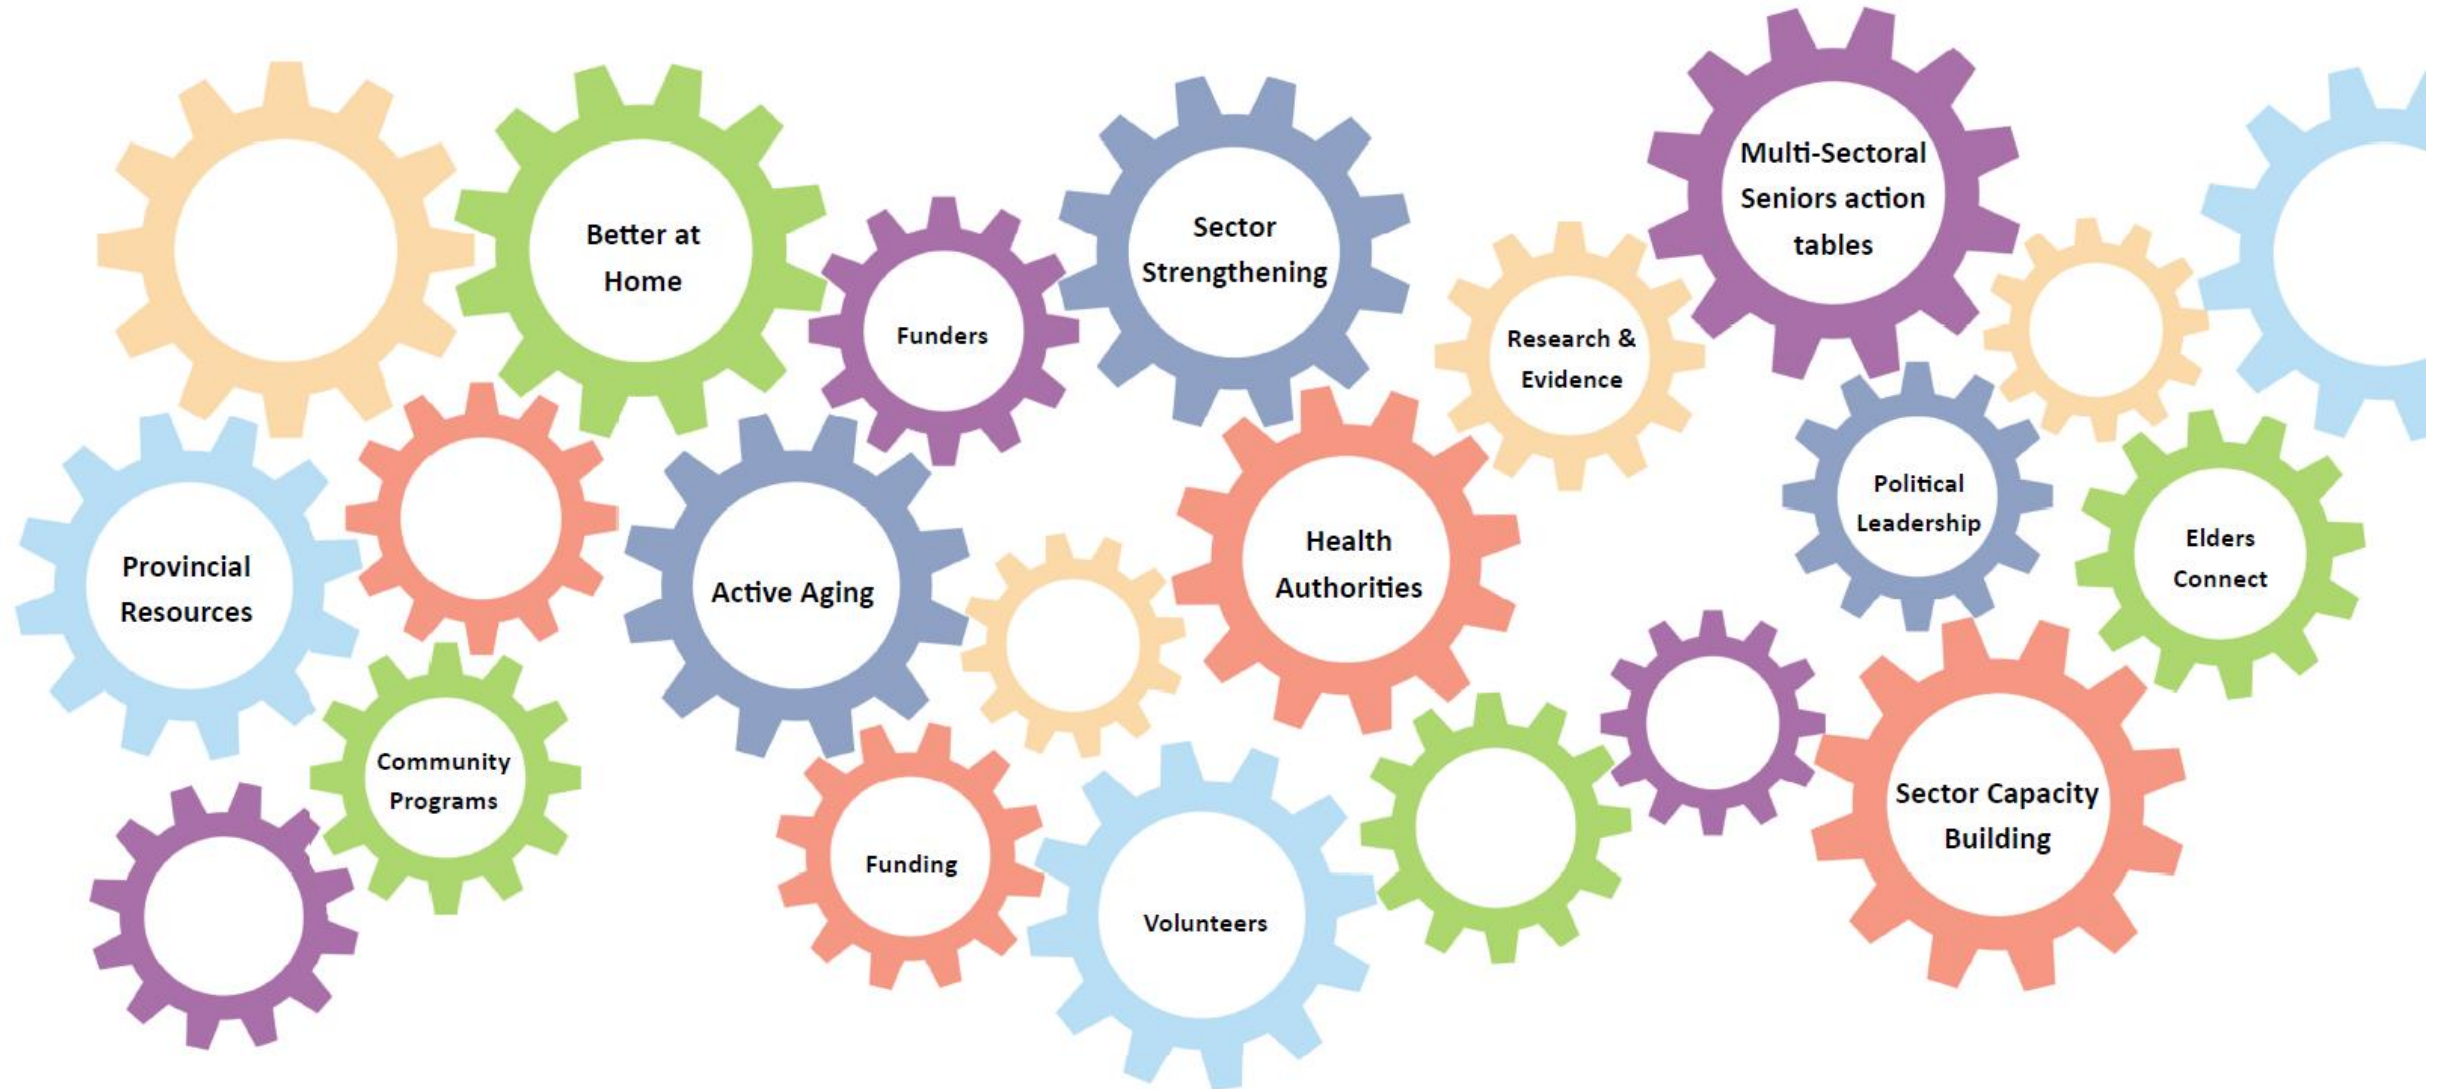 Better at
Home
Funders
Sector
Strengthening
Research &
Evidence
Multi-Sectoral
Seniors action
tables
Provincial
Resources
Active Aging
Health
Authorities
Political
Leadership
Elders
Connect
Community
Programs
Funding
Volunteers
Sector Capacity
Building